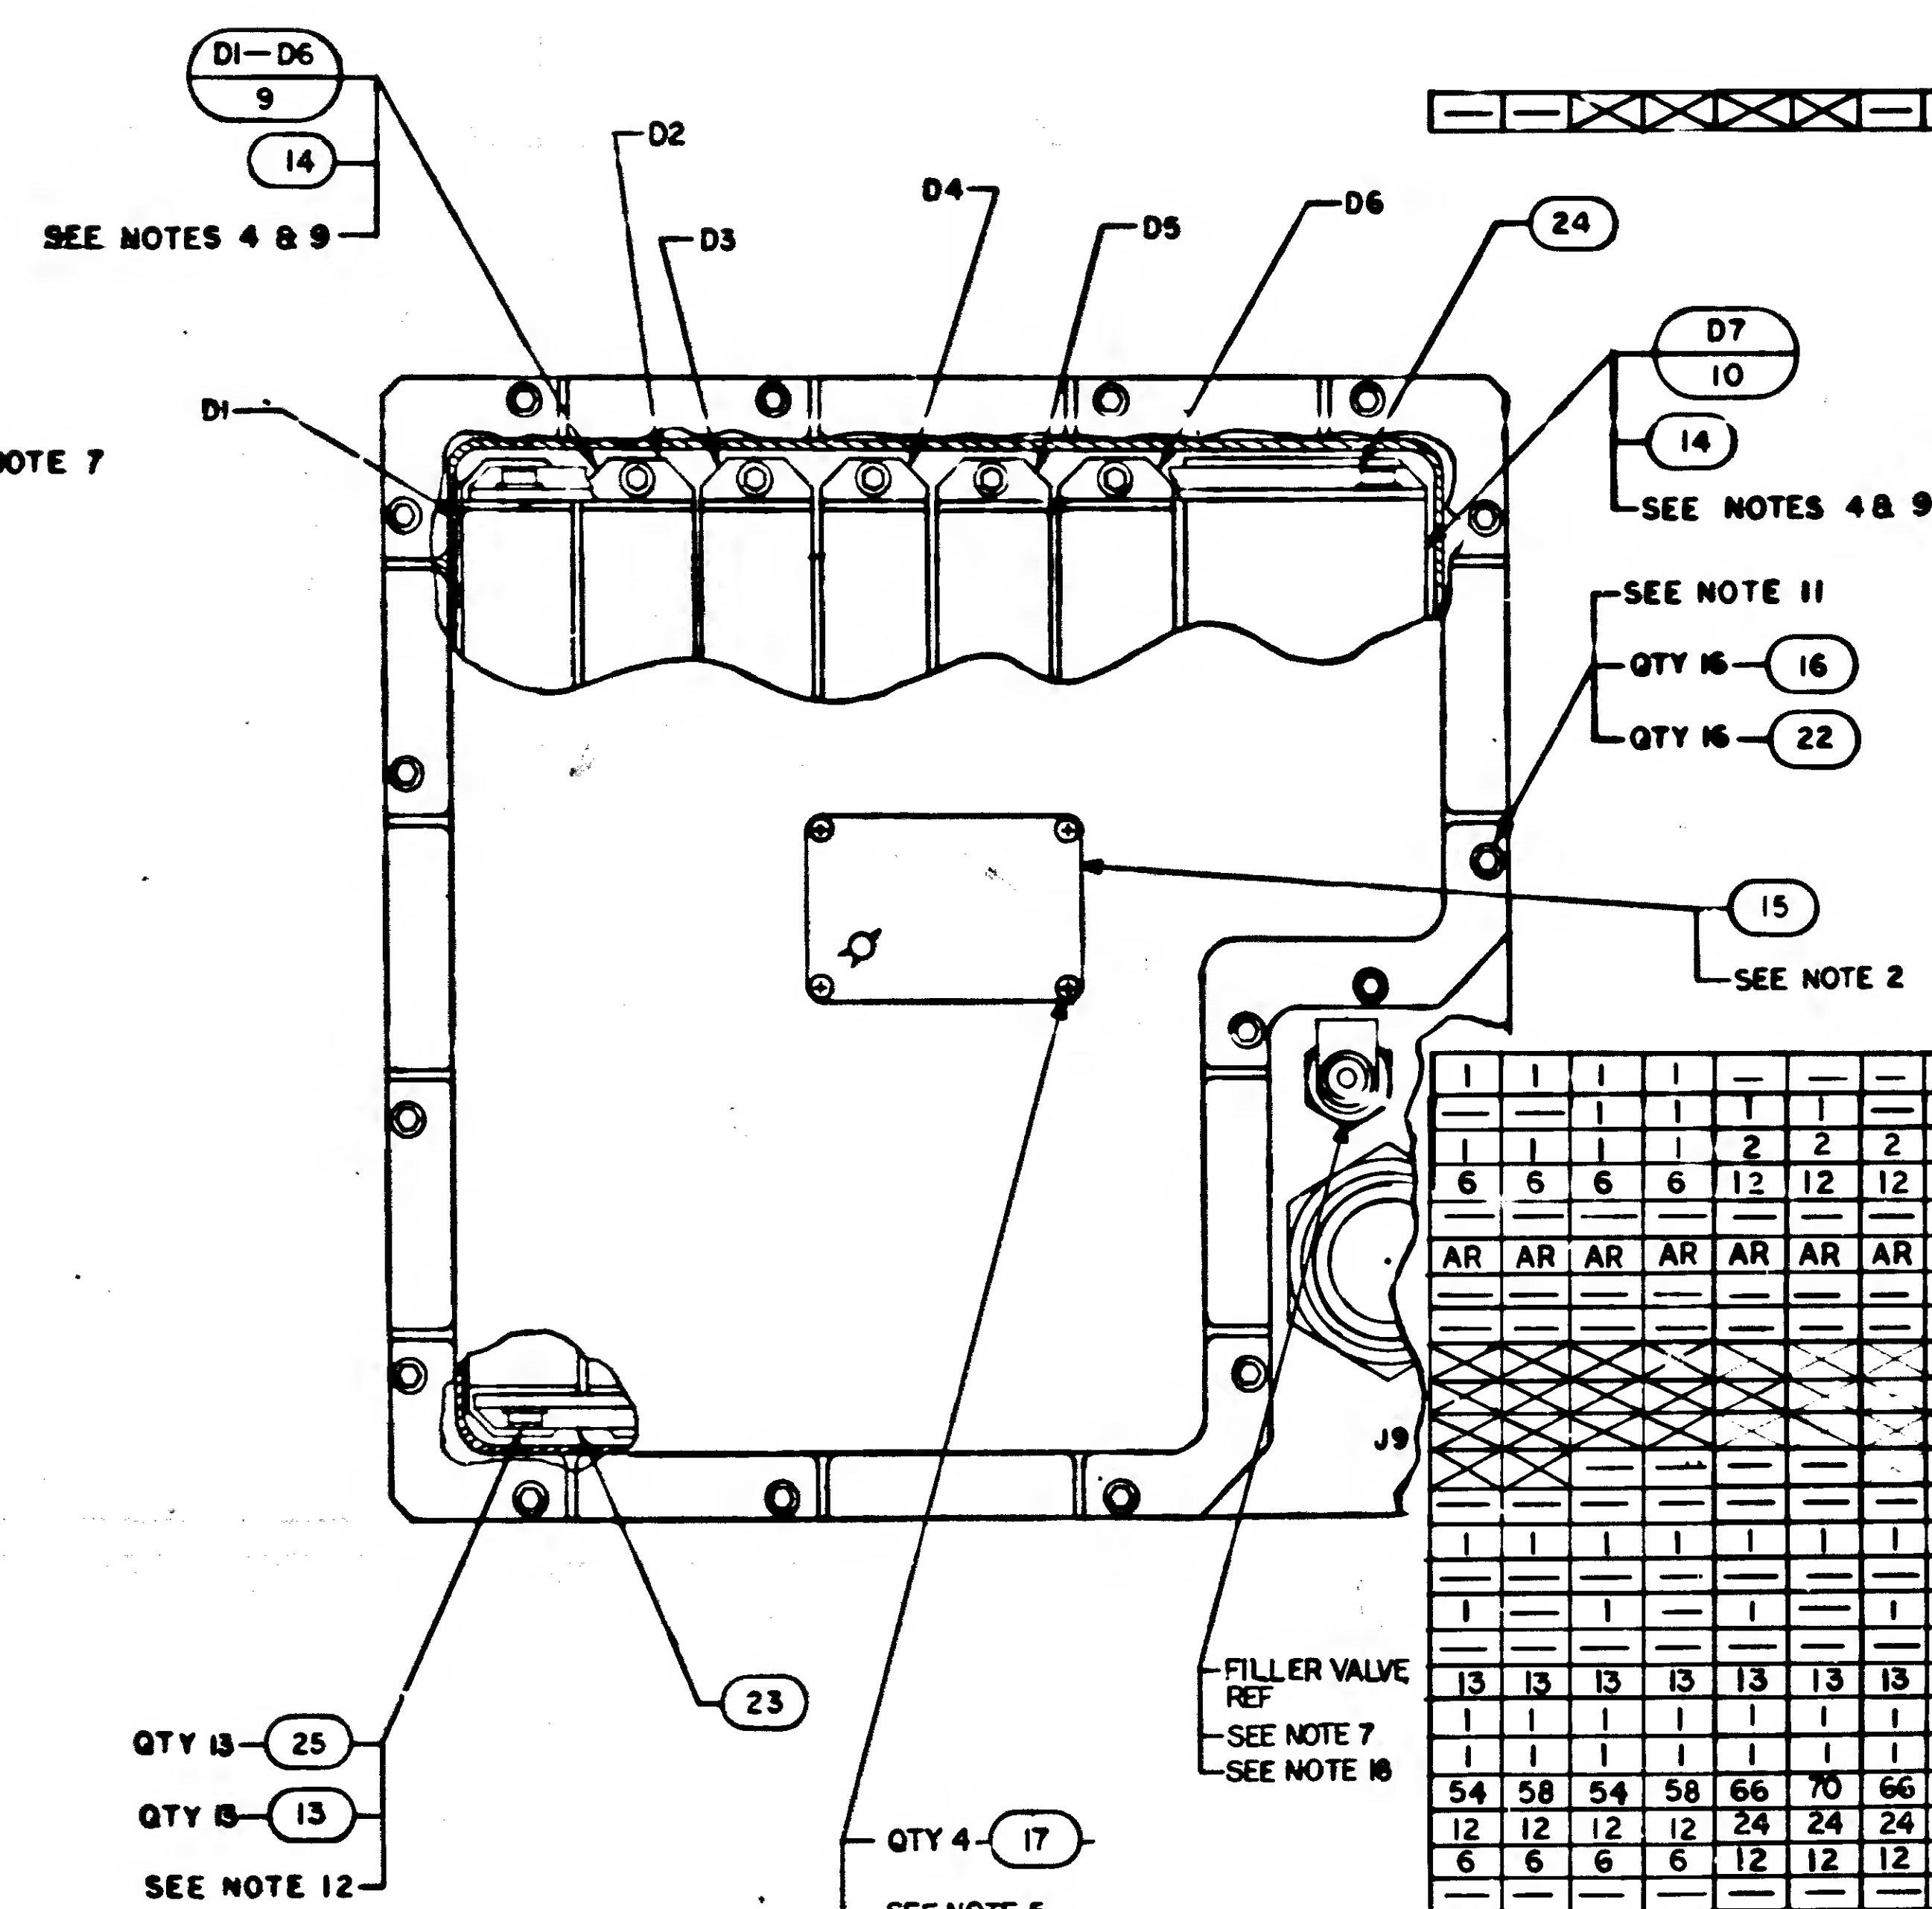 D1—D6
9
14
SEE NOTES 4 & 9
D2
D3
D4
D5
D6
24
D7
10
14
SEE NOTES 4 & 9
D1
NOTE 7
SEE NOTE 11
QTY 16 16
QTY 16 22
15
SEE NOTE 2
J9
FILLER VALVE
REF
SEE NOTE 7
SEE NOTE 18
23
QTY 13 25
QTY 13 13
SEE NOTE 12
QTY 4 17
SEE NOTE 5
— — — 
1 1 1 1 — — —
— — 1 1 1 1 —
1 1 1 1 2 2 2
6 6 6 6 12 12 12
— — — — — — —
AR AR AR AR AR AR AR
— — — — — — —
— — — — — — —
— — — —
— — — — — — —
1 1 1 1 1 1 1
— — — — — — —
1 — 1 — 1 — 1
— — — — — — —
13 13 13 13 13 13 13
1 1 1 1 1 1 1
1 1 1 1 1 1 1
54 58 54 58 66 70 66
12 12 12 12 24 24 24
6 6 6 6 12 12 12
— — — — — — —